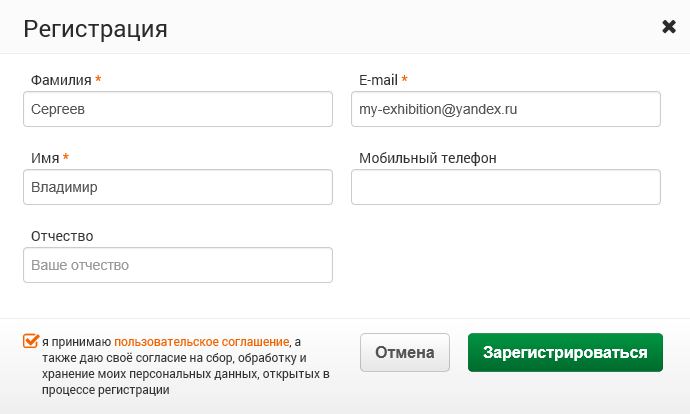 Регистрация
Фамилия *
Сергеев
E-mail *
my-exhibition@yandex.ru
Имя *
Владимир
Мобильный телефон
Отчество
Ваше отчество
я принимаю пользовательское соглашение, а
также даю своё согласие на сбор, обработку и
хранение моих персональных данных, открытых в
процессе регистрации
Отмена
Зарегистрироваться